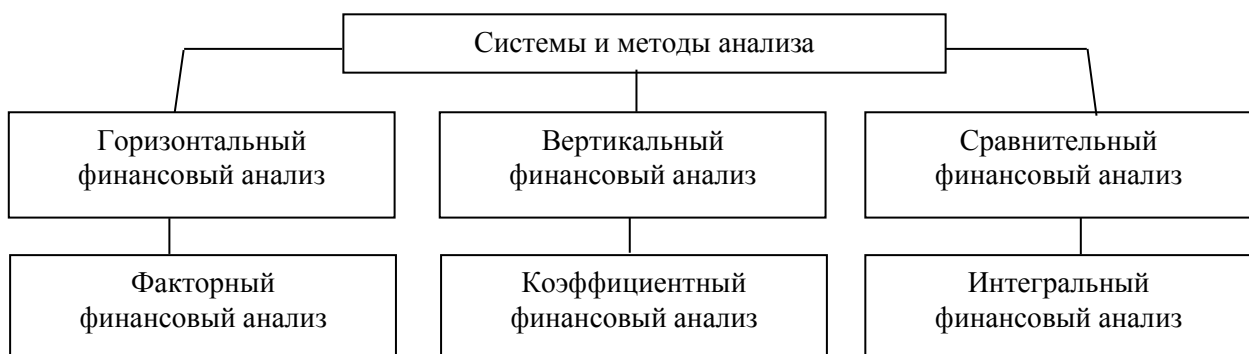 Системы и методы анализа
Горизонтальный
финансовый анализ
Вертикальный
финансовый анализ
Сравнительный
финансовый анализ
Факторный
финансовый анализ
Коэффициентный
финансовый анализ
Интегральный
финансовый анализ